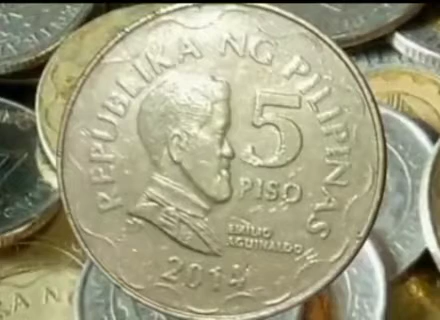 REPUBLIKA NG PILIPINAS
5
PISO
EMILIO
AGUINALDO